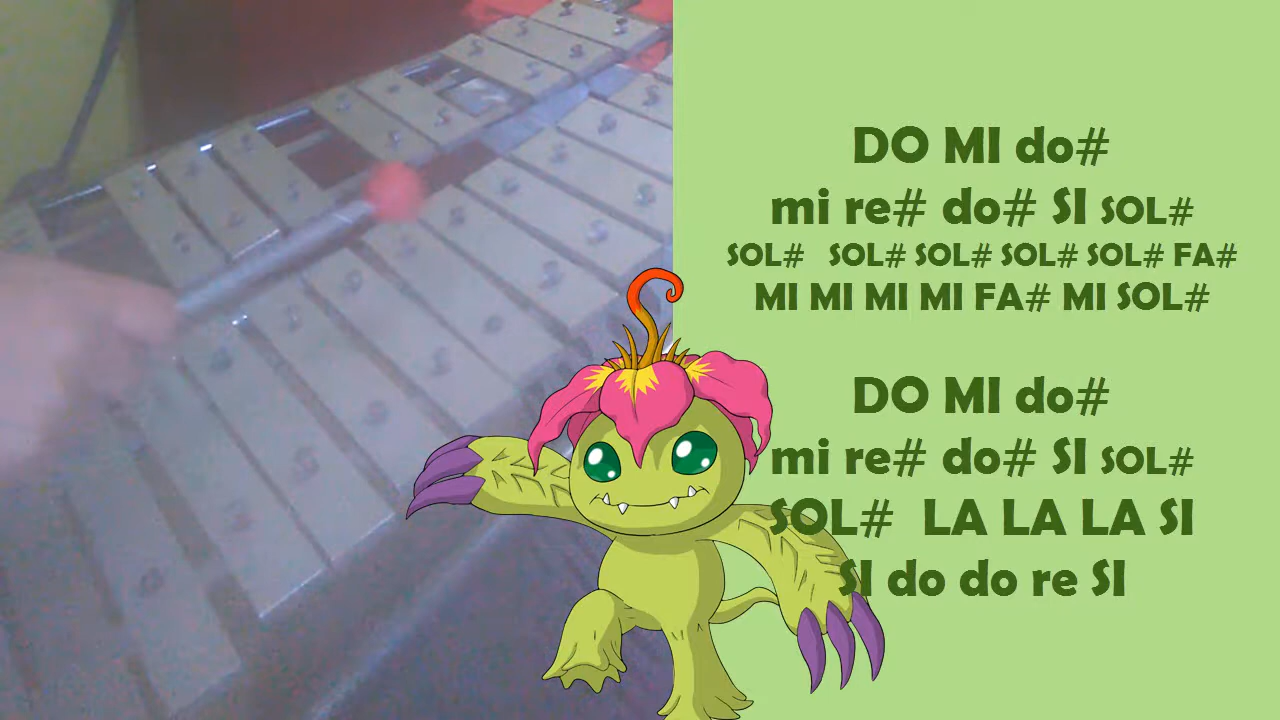 DO MI do#
mi re# do# SI SOL#
SOL# SOL# SOL# SOL# SOL# FA#
MI MI MI MI FA# MI SOL#
DO MI do#
mi re# do# SI SOL#
SOL# LA LA LA SI
SI do do re SI